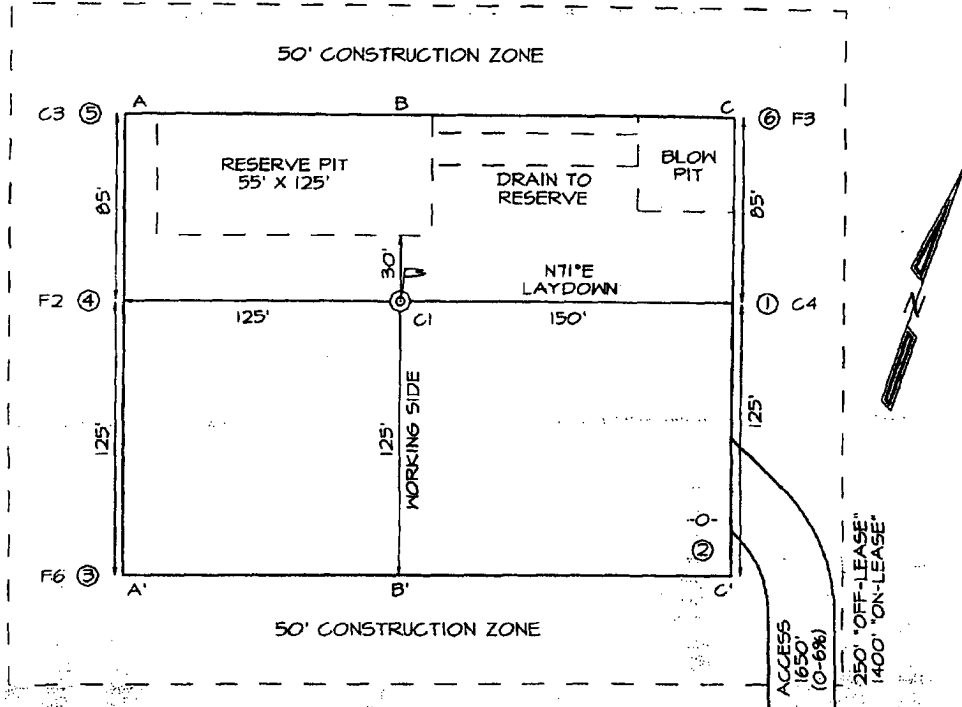 50' CONSTRUCTION ZONE
C3 ⑤ A B C ⑥ F3
RESERVE PIT
55' X 125'
DRAIN TO
RESERVE
BLOW
PIT
85'
85'
30'
N71°E
LAYDOWN
F2 ④
125'
C1
150'
① C4
N
125'
125'
WORKING SIDE
125'
-0-
②
F6 ③
A' B' C'
50' CONSTRUCTION ZONE
ACCESS
1650'
(0-6%)
250' "OFF-LEASE"
1400' "ON-LEASE"